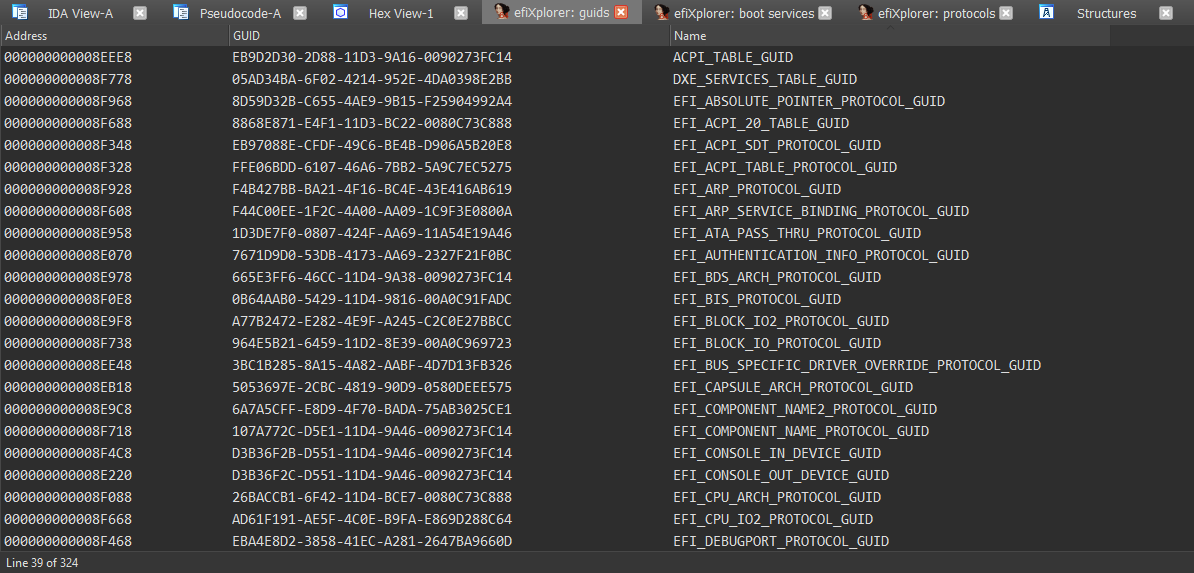 IDA View-A Pseudocode-A Hex View-1 efiXplorer: guids efiXplorer: boot services efiXplorer: protocols Structures
Address GUID Name
000000000008EEE8 EB9D2D30-2D88-11D3-9A16-0090273FC14 ACPI_TABLE_GUID
000000000008F778 05AD34BA-6F02-4214-952E-4DA0398E2BB DXE_SERVICES_TABLE_GUID
000000000008F968 8D59D32B-C655-4AE9-9B15-F25904992A4 EFI_ABSOLUTE_POINTER_PROTOCOL_GUID
000000000008F688 8868E871-E4F1-11D3-BC22-0080C73C888 EFI_ACPI_20_TABLE_GUID
000000000008F348 EB97088E-CFDF-49C6-BE4B-D906A5B20E8 EFI_ACPI_SDT_PROTOCOL_GUID
000000000008F328 FFE06BDD-6107-46A6-7BB2-5A9C7EC5275 EFI_ACPI_TABLE_PROTOCOL_GUID
000000000008F928 F4B427BB-BA21-4F16-BC4E-43E416AB619 EFI_ARP_PROTOCOL_GUID
000000000008F608 F44C00EE-1F2C-4A00-AA09-1C9F3E0800A EFI_ARP_SERVICE_BINDING_PROTOCOL_GUID
000000000008E958 1D3DE7F0-0807-424F-AA69-11A54E19A46 EFI_ATA_PASS_THRU_PROTOCOL_GUID
000000000008E070 7671D9D0-53DB-4173-AA69-2327F21F0BC EFI_AUTHENTICATION_INFO_PROTOCOL_GUID
000000000008E978 665E3FF6-46CC-11D4-9A38-0090273FC14 EFI_BDS_ARCH_PROTOCOL_GUID
000000000008F0E8 0B64AAB0-5429-11D4-9816-00A0C91FADC EFI_BIS_PROTOCOL_GUID
000000000008E9F8 A77B2472-E282-4E9F-A245-C2C0E27BBCC EFI_BLOCK_IO2_PROTOCOL_GUID
000000000008F738 964E5B21-6459-11D2-8E39-00A0C969723 EFI_BLOCK_IO_PROTOCOL_GUID
000000000008EE48 3BC1B285-8A15-4A82-AABF-4D7D13FB326 EFI_BUS_SPECIFIC_DRIVER_OVERRIDE_PROTOCOL_GUID
000000000008EB18 5053697E-2CBC-4819-90D9-0580DEEE575 EFI_CAPSULE_ARCH_PROTOCOL_GUID
000000000008E9C8 6A7A5CFF-E8D9-4F70-BADA-75AB3025CE1 EFI_COMPONENT_NAME2_PROTOCOL_GUID
000000000008F718 107A772C-D5E1-11D4-9A46-0090273FC14 EFI_COMPONENT_NAME_PROTOCOL_GUID
000000000008F4C8 D3B36F2B-D551-11D4-9A46-0090273FC14 EFI_CONSOLE_IN_DEVICE_GUID
000000000008E220 D3B36F2C-D551-11D4-9A46-0090273FC14 EFI_CONSOLE_OUT_DEVICE_GUID
000000000008F088 26BACCB1-6F42-11D4-BCE7-0080C73C888 EFI_CPU_ARCH_PROTOCOL_GUID
000000000008F668 AD61F191-AE5F-4C0E-B9FA-E869D288C64 EFI_CPU_IO2_PROTOCOL_GUID
000000000008F468 EBA4E8D2-3858-41EC-A281-2647BA9660D EFI_DEBUGPORT_PROTOCOL_GUID
Line 39 of 324